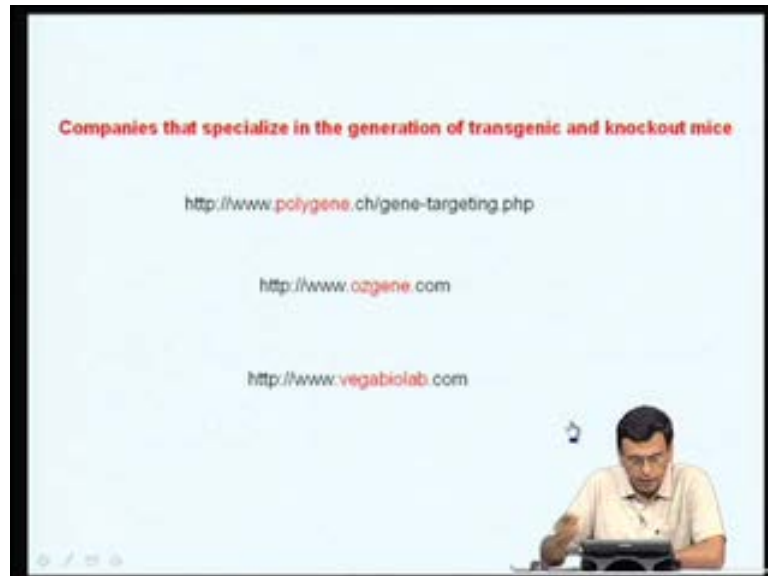 Companies that specialize in the generation of transgenic and knockout mice
http://www.polygene.ch/gene-targeting.php
http://www.ozgene.com
http://www.vegabiolab.com